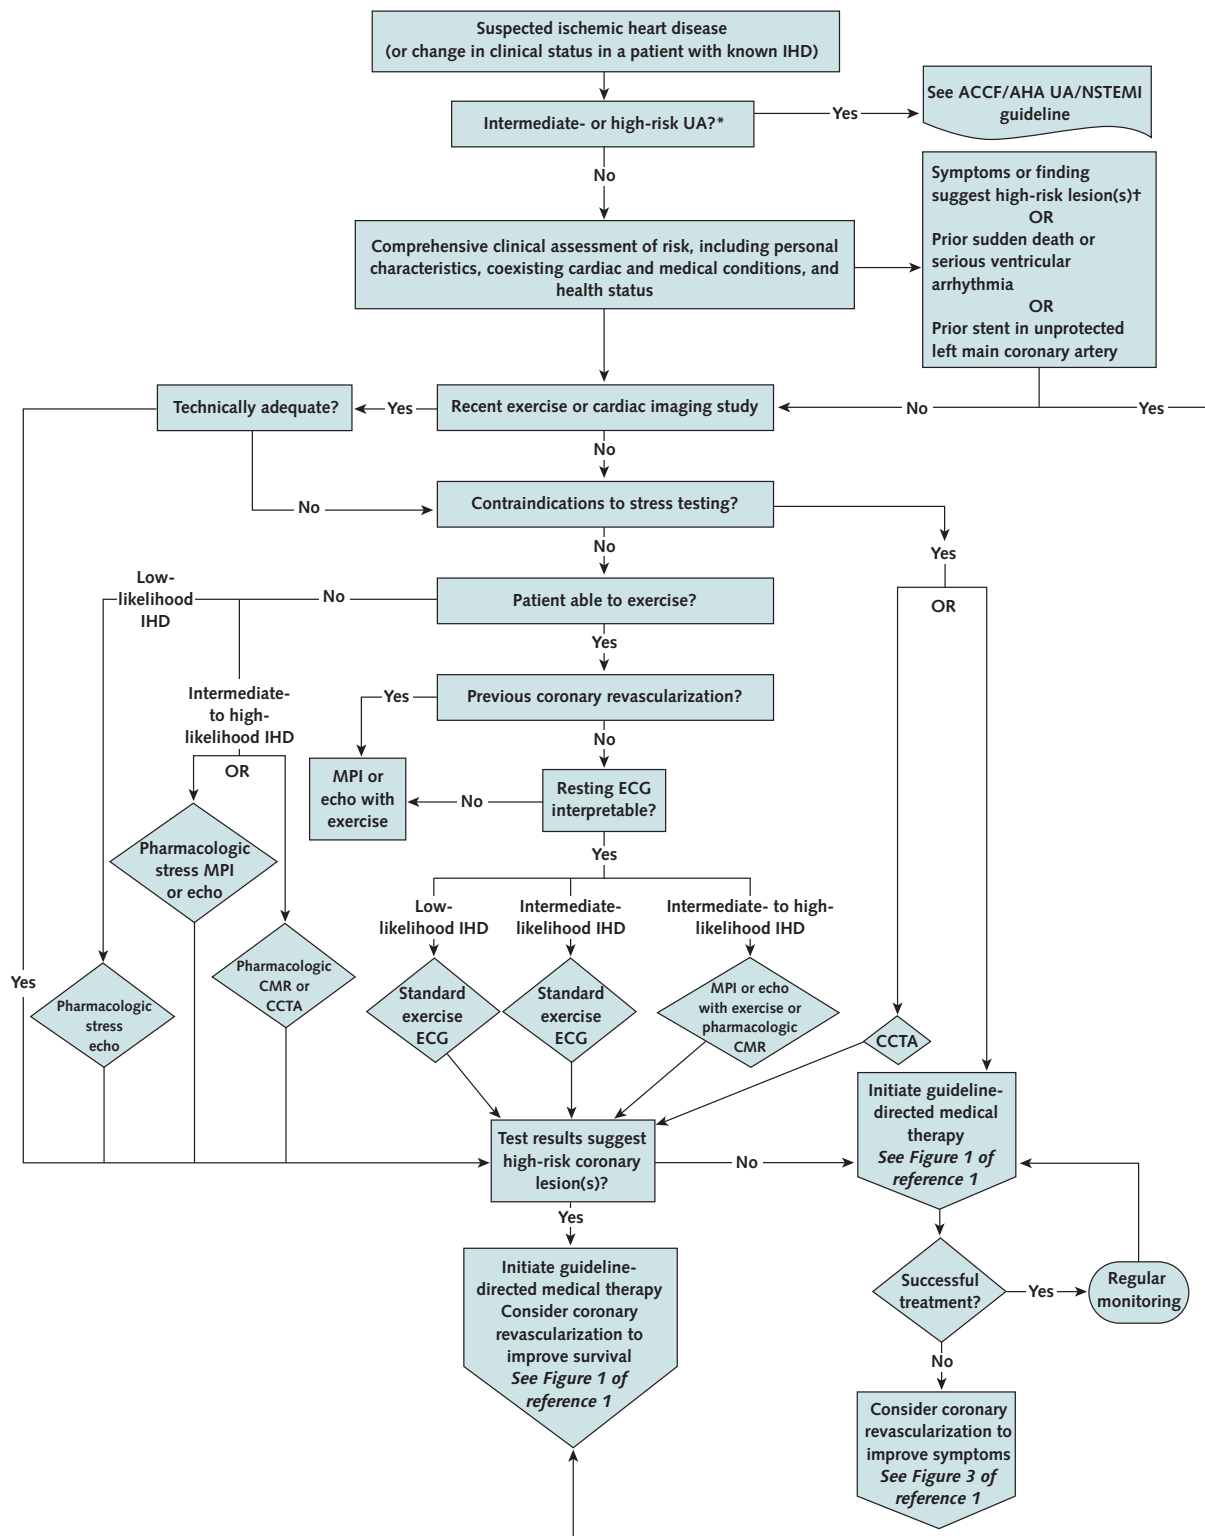 Suspected ischemic heart disease
(or change in clinical status in a patient with known IHD)
Intermediate- or high-risk UA?*
Yes
See ACCF/AHA UA/NSTEMI
guideline
No
Symptoms or finding
suggest high-risk lesion(s)†
OR
Prior sudden death or
serious ventricular
arrhythmia
OR
Prior stent in unprotected
left main coronary artery
Comprehensive clinical assessment of risk, including personal
characteristics, coexisting cardiac and medical conditions, and
health status
Technically adequate?
Yes
Recent exercise or cardiac imaging study
No
Yes
No
No
Contraindications to stress testing?
No
Yes
OR
Low-
likelihood
IHD
No
Patient able to exercise?
Yes
Intermediate-
to high-
likelihood IHD
OR
Yes
Previous coronary revascularization?
No
MPI or
echo with
exercise
No
Resting ECG
interpretable?
Yes
Pharmacologic
stress MPI
or echo
Low-
likelihood IHD
Intermediate-
likelihood IHD
Intermediate- to high-
likelihood IHD
Yes
Pharmacologic
stress
echo
Pharmacologic
CMR or
CCTA
Standard
exercise
ECG
Standard
exercise
ECG
MPI or echo
with exercise or
pharmacologic
CMR
CCTA
Test results suggest
high-risk coronary
lesion(s)?
No
Initiate guideline-
directed medical
therapy
See Figure 1 of
reference 1
Yes
Initiate guideline-
directed medical therapy
Consider coronary
revascularization to
improve survival
See Figure 1 of
reference 1
Successful
treatment?
Yes
Regular
monitoring
No
Consider coronary
revascularization to
improve symptoms
See Figure 3 of
reference 1